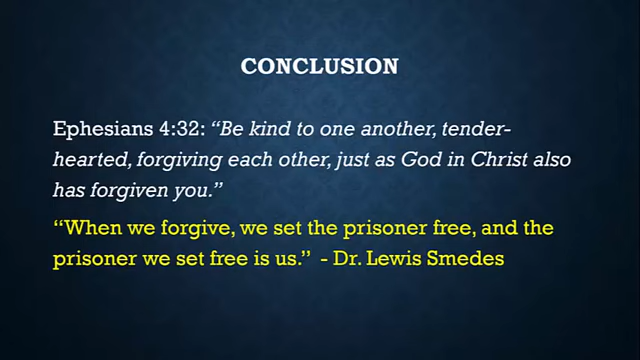 CONCLUSION
Ephesians 4:32: “Be kind to one another, tender-
hearted, forgiving each other, just as God in Christ also
has forgiven you.”
“When we forgive, we set the prisoner free, and the
prisoner we set free is us.” - Dr. Lewis Smedes